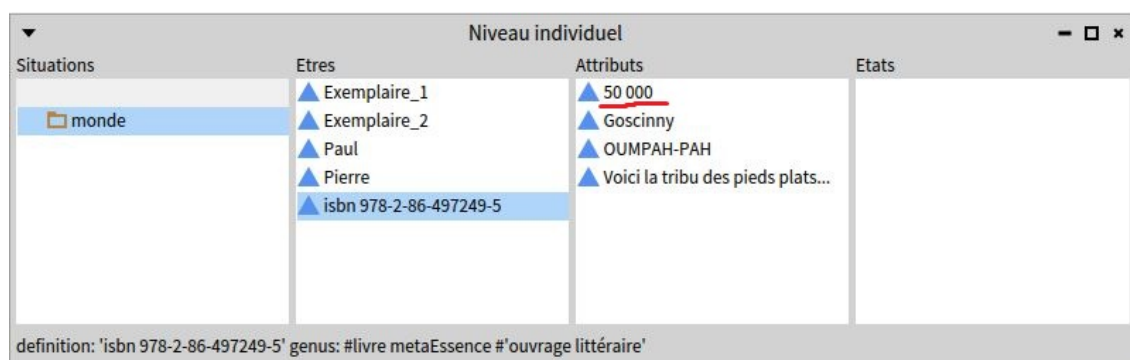 Niveau individuel
Situations Etres Attributs Etats
monde
Exemplaire_1
Exemplaire_2
Paul
Pierre
isbn 978-2-86-497249-5
50 000
Goscinny
OUMPAH-PAH
Voici la tribu des pieds plats...
definition: 'isbn 978-2-86-497249-5' genus: #livre metaEssence #'ouvrage littéraire'